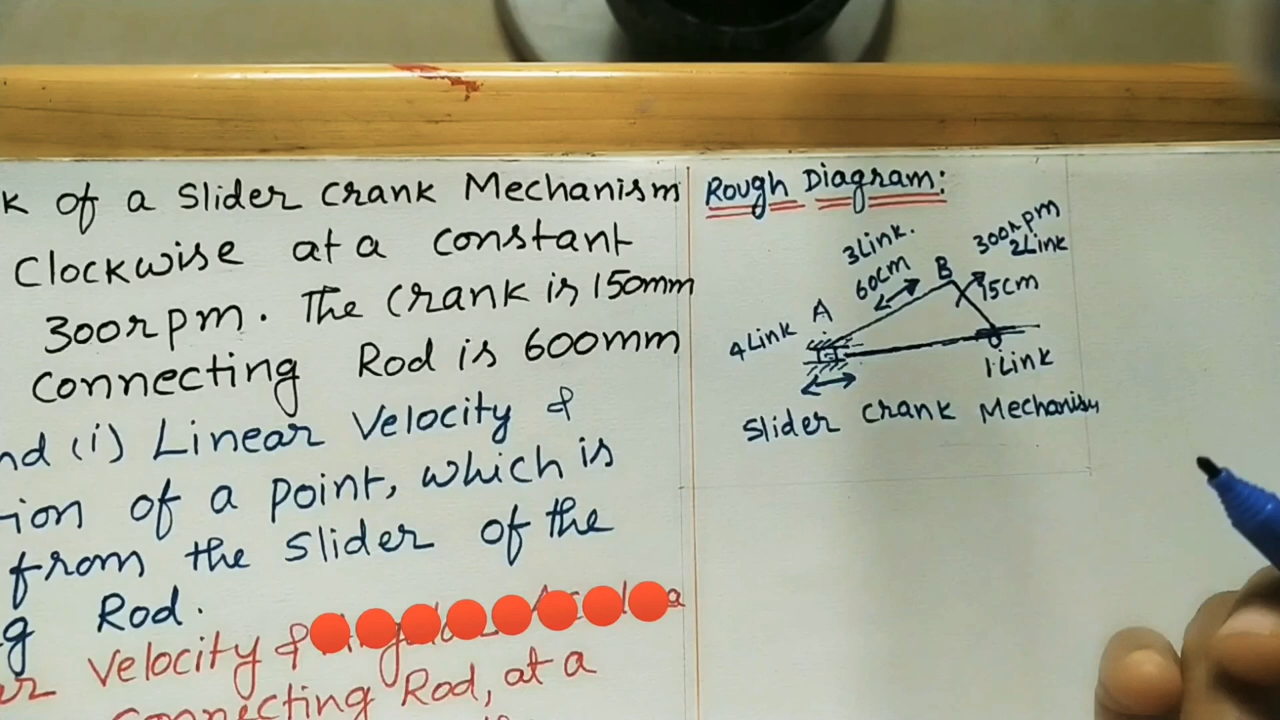 k of a Slider Crank Mechanism
Clockwise at a constant
300rpm. The Crank is 150mm
Connecting Rod is 600mm
nd (i) Linear Velocity &
ion of a point, which is
from the slider of the
g Rod.
ar Velocity &
Connecting Rod, at a
Rough Diagram:
300rpm
2Link
3Link.
60cm
B
15cm
A
4Link
1Link
Slider Crank Mechanism